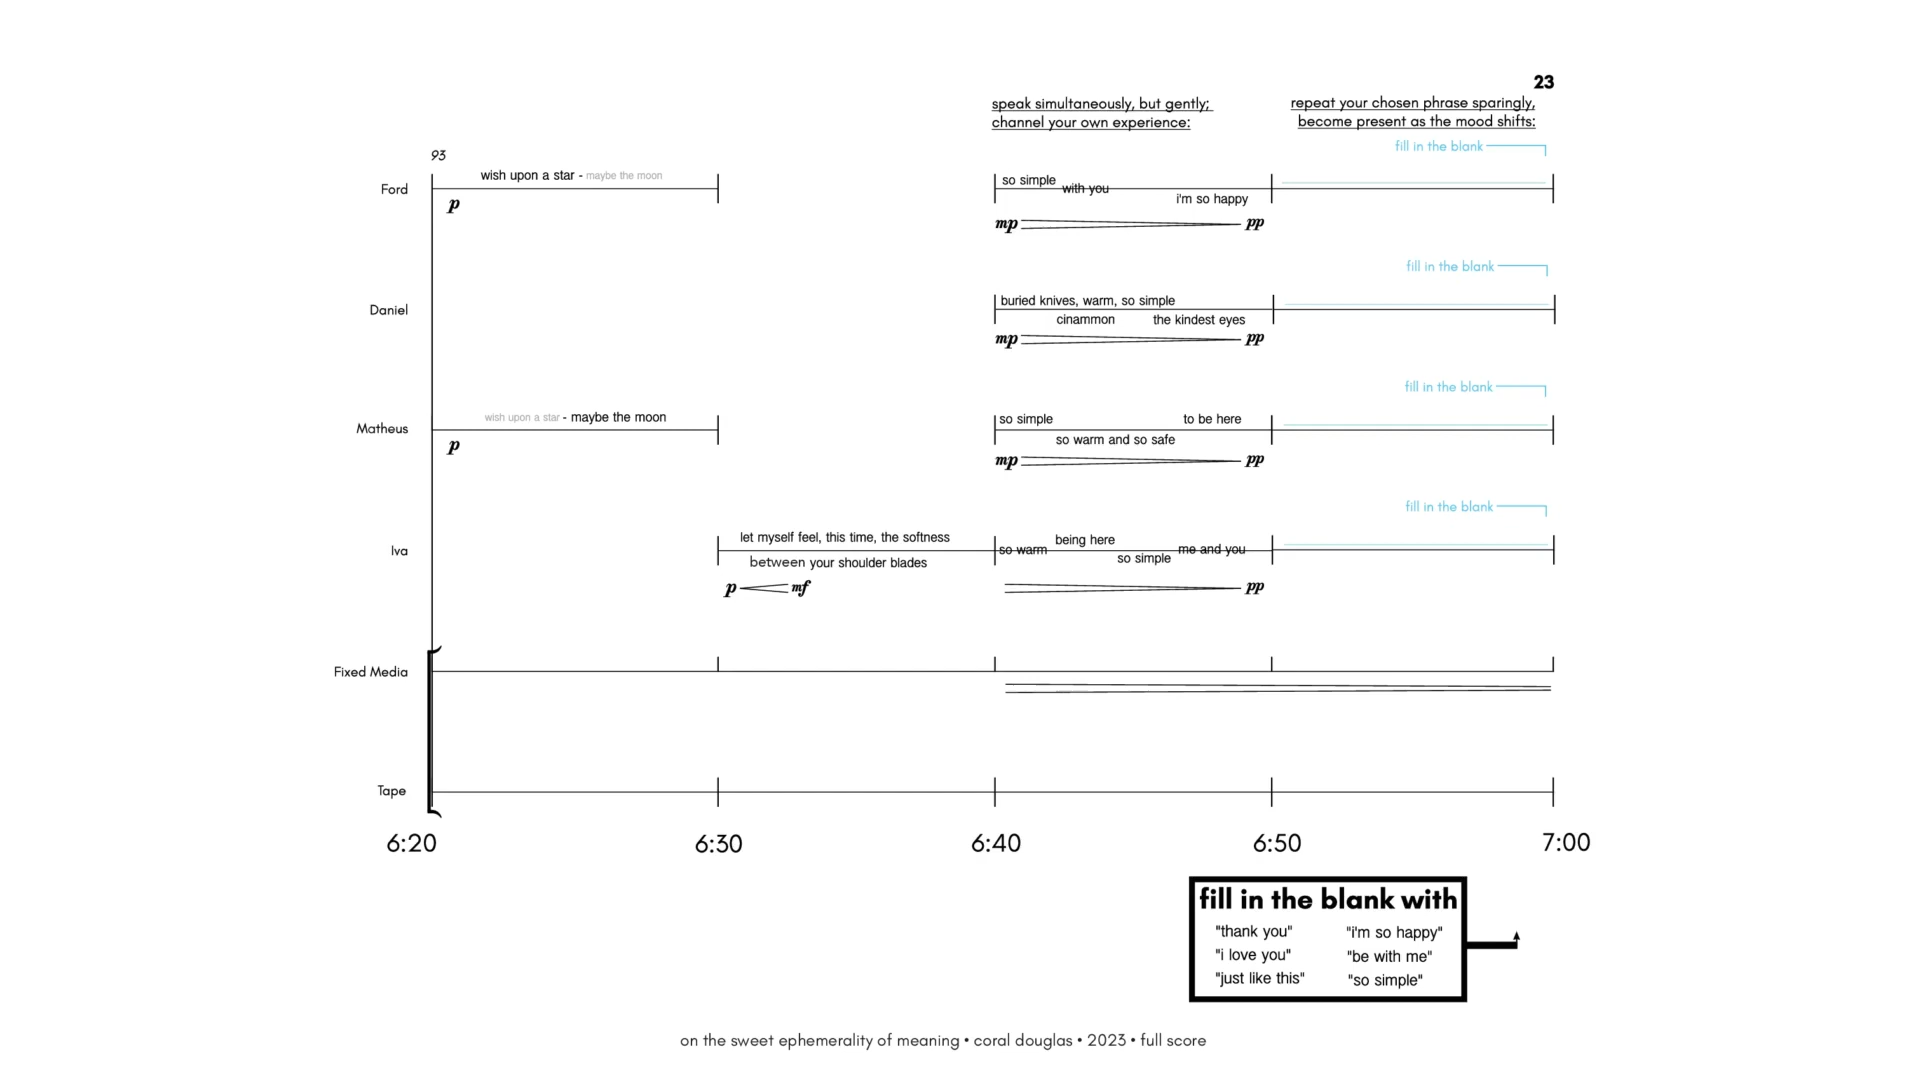 23
speak simultaneously, but gently;
channel your own experience:
repeat your chosen phrase sparingly,
become present as the mood shifts:
93
fill in the blank
Ford
wish upon a star - maybe the moon
p
so simple
with you
i'm so happy
mp
pp
fill in the blank
Daniel
buried knives, warm, so simple
cinammon
the kindest eyes
mp
pp
fill in the blank
Matheus
wish upon a star - maybe the moon
p
so simple
to be here
so warm and so safe
mp
pp
fill in the blank
Iva
let myself feel, this time, the softness
between your shoulder blades
p
mf
so warm
being here
so simple
me and you
pp
Fixed Media
Tape
6:20
6:30
6:40
6:50
7:00
fill in the blank with
"thank you"
"i'm so happy"
"i love you"
"be with me"
"just like this"
"so simple"
on the sweet ephemerality of meaning • coral douglas • 2023 • full score